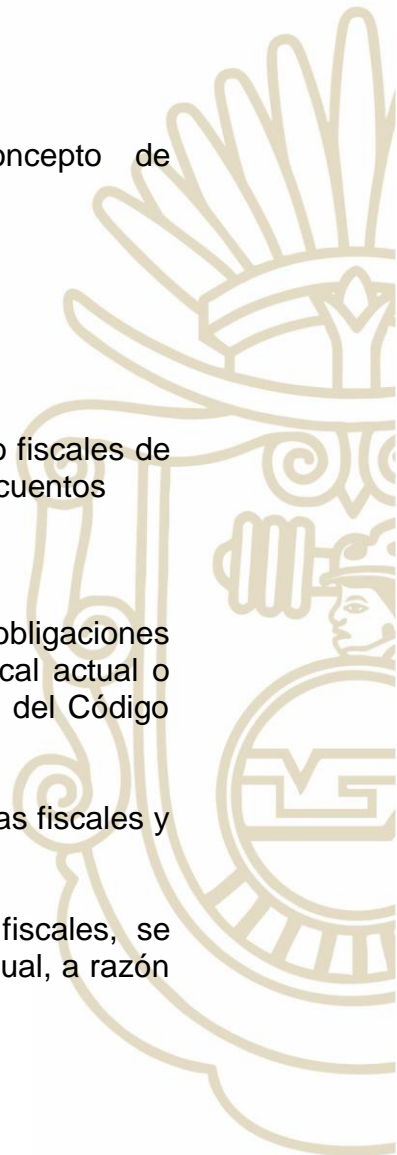 oncepto de
o fiscales de
cuentos
obligaciones
cal actual o
del Código
as fiscales y
fiscales, se
ual, a razón